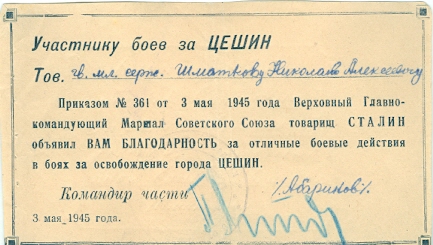 Участнику боев за ЦЕШИН
Тов. гв. мл. серж. Шматкову Николаю Алексеевичу
Приказом № 361 от 3 мая 1945 года Верховный Главно-
командующий Маршал Советского Союза товарищ СТАЛИН
объявил ВАМ БЛАГОДАРНОСТЬ за отличные боевые действия
в боях за освобождение города ЦЕШИН.
Командир части
3 мая 1945 года.